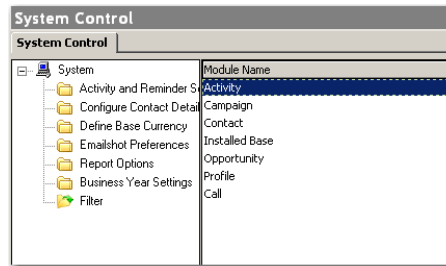 System Control
System Control
System
Activity and Reminder
Configure Contact Detail
Define Base Currency
Emailshot Preferences
Report Options
Business Year Settings
Filter
Module Name
Activity
Campaign
Contact
Installed Base
Opportunity
Profile
Call